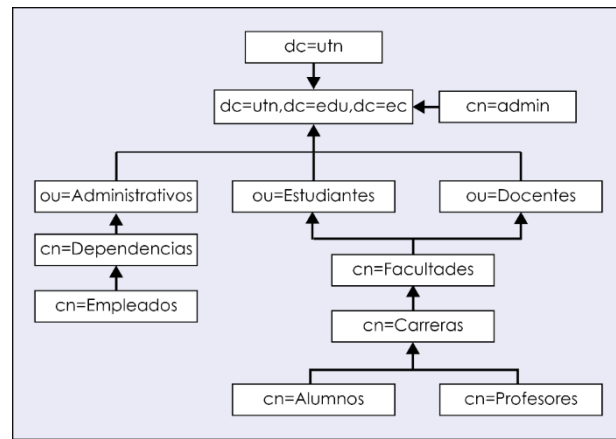 dc=utn
dc=utn,dc=edu,dc=ec
cn=admin
ou=Administrativos
ou=Estudiantes
ou=Docentes
cn=Dependencias
cn=Facultades
cn=Empleados
cn=Carreras
cn=Alumnos
cn=Profesores